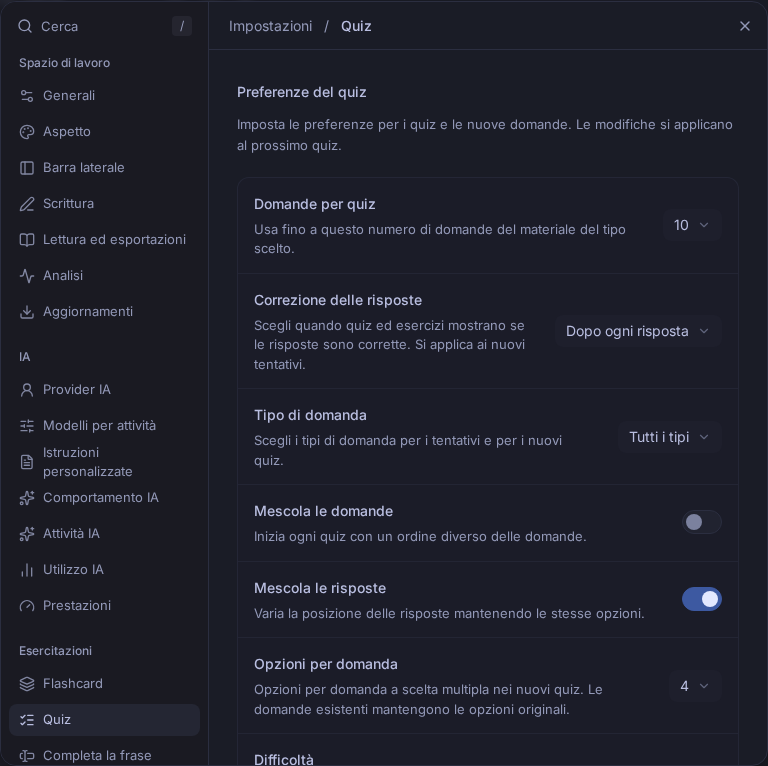 Cerca
/
Spazio di lavoro
Generali
Aspetto
Barra laterale
Scrittura
Lettura ed esportazioni
Analisi
Aggiornamenti
IA
Provider IA
Modelli per attività
Istruzioni
personalizzate
Comportamento IA
Attività IA
Utilizzo IA
Prestazioni
Esercitazioni
Flashcard
Quiz
Completa la frase
Impostazioni / Quiz
Preferenze del quiz
Imposta le preferenze per i quiz e le nuove domande. Le modifiche si applicano
al prossimo quiz.
Domande per quiz
Usa fino a questo numero di domande del materiale del tipo
scelto.
10
Correzione delle risposte
Scegli quando quiz ed esercizi mostrano se
le risposte sono corrette. Si applica ai nuovi
tentativi.
Dopo ogni risposta
Tipo di domanda
Scegli i tipi di domanda per i tentativi e per i nuovi
quiz.
Tutti i tipi
Mescola le domande
Inizia ogni quiz con un ordine diverso delle domande.
Mescola le risposte
Varia la posizione delle risposte mantenendo le stesse opzioni.
Opzioni per domanda
Opzioni per domanda a scelta multipla nei nuovi quiz. Le
domande esistenti mantengono le opzioni originali.
4
Difficoltà